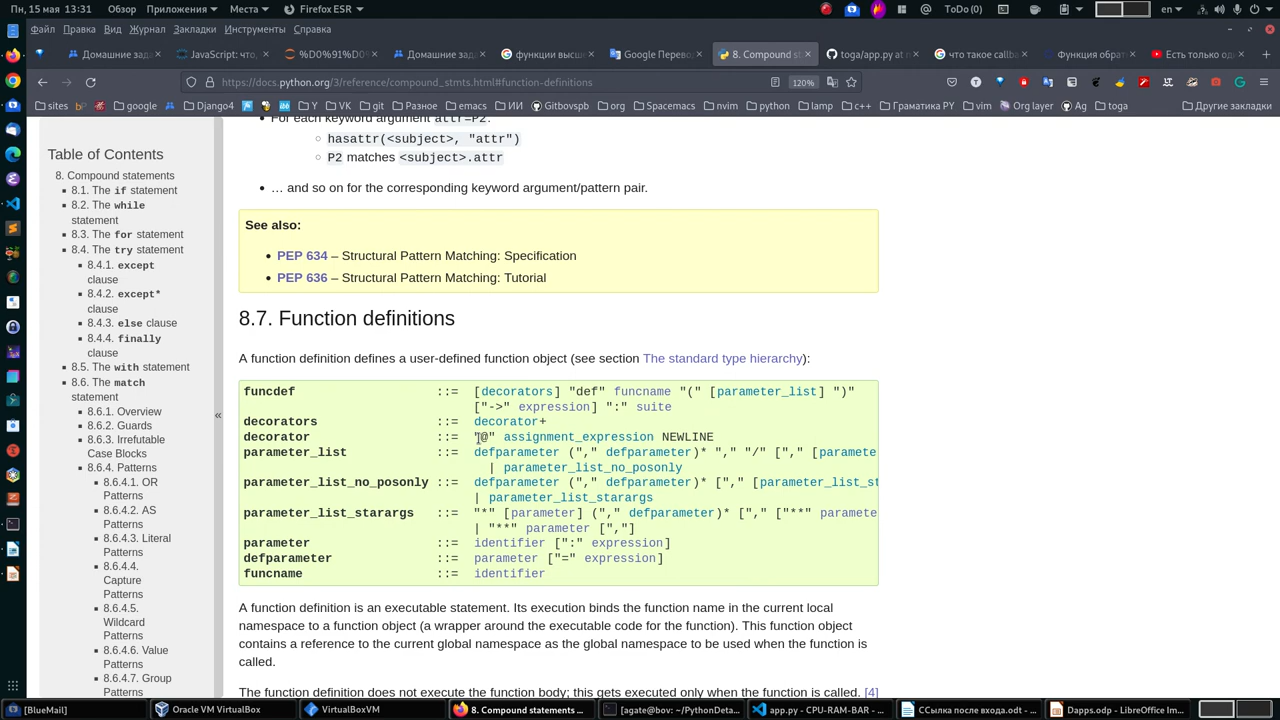 Пн, 15 мая 13:31
Обзор
Приложения
Места
Firefox ESR
ToDo(0)
en
Файл Правка Вид Журнал Закладки Инструменты Справка
Домашние зада
JavaScript: что,
%D0%91%D0%
Домашние зада
функции высше
Google Перево
8. Compound st
toga/app.py at n
что такое callba
Функция обрат
Есть только од
https://docs.python.org/3/reference/compound_stmts.html#function-definitions
120%
sites
bP
google
Django4
Y
VK
git
Разное
emacs
ИИ
Gitbovspb
org
Spacemacs
nvim
python
lamp
c++
Граматика PY
vim
Org layer
Ag
toga
Другие закладки
Table of Contents
8. Compound statements
8.1. The if statement
8.2. The while
statement
8.3. The for statement
8.4. The try statement
8.4.1. except
clause
8.4.2. except*
clause
8.4.3. else clause
8.4.4. finally
clause
8.5. The with statement
8.6. The match
statement
8.6.1. Overview
8.6.2. Guards
8.6.3. Irrefutable
Case Blocks
8.6.4. Patterns
8.6.4.1. OR
Patterns
8.6.4.2. AS
Patterns
8.6.4.3. Literal
Patterns
8.6.4.4.
Capture
Patterns
8.6.4.5.
Wildcard
Patterns
8.6.4.6. Value
Patterns
8.6.4.7. Group
Patterns
«
For each keyword argument attr=P2:
hasattr(<subject>, "attr")
P2 matches <subject>.attr
… and so on for the corresponding keyword argument/pattern pair.
See also:
PEP 634 – Structural Pattern Matching: Specification
PEP 636 – Structural Pattern Matching: Tutorial
8.7. Function definitions
A function definition defines a user-defined function object (see section The standard type hierarchy):
funcdef ::= [decorators] "def" funcname "(" [parameter_list] ")"
["->" expression] ":" suite
decorators ::= decorator+
decorator ::= "@" assignment_expression NEWLINE
parameter_list ::= defparameter ("," defparameter)* "," "/" ["," [parame
| parameter_list_no_posonly
parameter_list_no_posonly ::= defparameter ("," defparameter)* ["," [parameter_list_st
| parameter_list_starargs
parameter_list_starargs ::= "*" [parameter] ("," defparameter)* ["," ["**" parame
| "**" parameter [","]
parameter ::= identifier [":" expression]
defparameter ::= parameter ["=" expression]
funcname ::= identifier
A function definition is an executable statement. Its execution binds the function name in the current local
namespace to a function object (a wrapper around the executable code for the function). This function object
contains a reference to the current global namespace as the global namespace to be used when the function is
called.
The function definition does not execute the function body; this gets executed only when the function is called. [4]
[BlueMail]
Oracle VM VirtualBox
VirtualBoxVM
8. Compound statements ...
[agate@bov: ~/PythonDetai...
app.py - CPU-RAM-BAR - ...
ССылка после входа.odt - ...
Dapps.odp - LibreOffice Im...